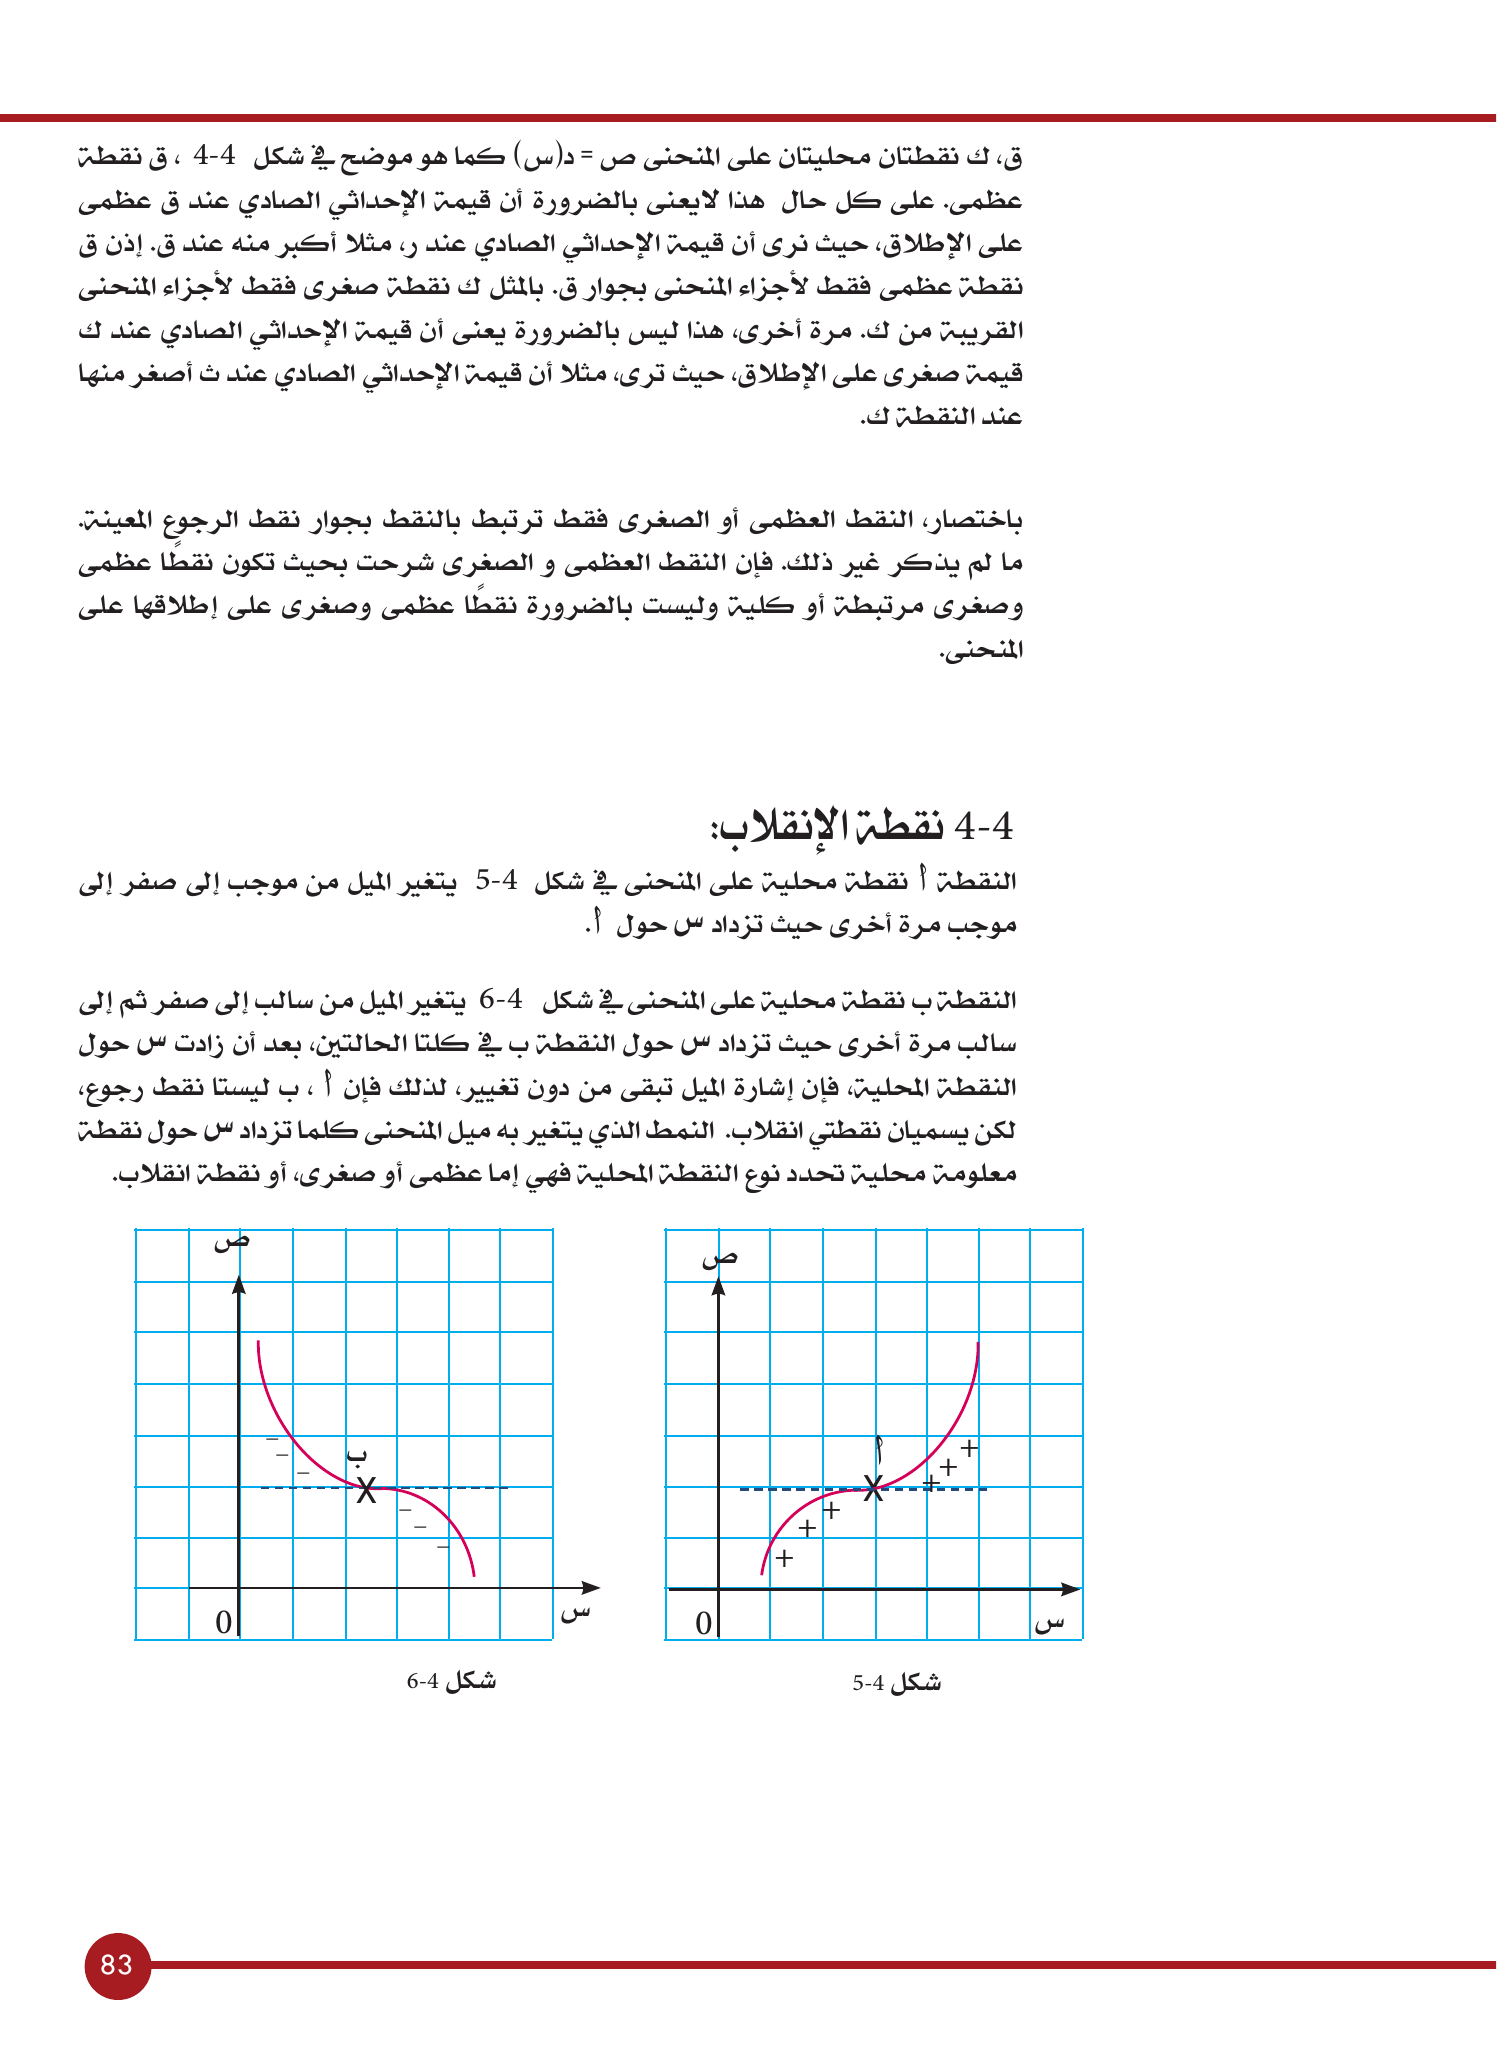 ق، ك نقطتان محليتان على المنحنى ص = د(س) كما هو موضح في شكل 4-4 ، ق نقطة
عظمى. على كل حال هذا لايعنى بالضرورة أن قيمة الإحداثي الصادي عند ق عظمى
على الإطلاق، حيث نرى أن قيمة الإحداثي الصادي عند ر، مثلا أكبر منه عند ق. إذن ق
نقطة عظمى فقط لأجزاء المنحنى بجوار ق. بالمثل ك نقطة صغرى فقط لأجزاء المنحنى
القريبة من ك. مرة أخرى، هذا ليس بالضرورة يعنى أن قيمة الإحداثي الصادي عند ك
قيمة صغرى على الإطلاق، حيث ترى، مثلا أن قيمة الإحداثي الصادي عند ث أصغر منها
عند النقطة ك.
باختصار، النقط العظمى أو الصغرى فقط ترتبط بالنقط بجوار نقط الرجوع المعينة.
ما لم يذكر غير ذلك. فإن النقط العظمى و الصغرى شرحت بحيث تكون نقطًا عظمى
وصغرى مرتبطة أو كلية وليست بالضرورة نقطًا عظمى وصغرى على إطلاقها على
المنحنى.
4-4 نقطة الإنقلاب:
النقطة أ نقطة محلية على المنحنى في شكل 4-5 يتغير الميل من موجب إلى صفر إلى
موجب مرة أخرى حيث تزداد س حول أ.
النقطة ب نقطة محلية على المنحنى في شكل 4-6 يتغير الميل من سالب إلى صفر ثم إلى
سالب مرة أخرى حيث تزداد س حول النقطة ب في كلتا الحالتين، بعد أن زادت س حول
النقطة المحلية، فإن إشارة الميل تبقى من دون تغيير، لذلك فإن أ ، ب ليستا نقط رجوع،
لكن يسميان نقطتي انقلاب. النمط الذي يتغير به ميل المنحنى كلما تزداد س حول نقطة
معلومة محلية تحدد نوع النقطة المحلية فهي إما عظمى أو صغرى، أو نقطة انقلاب.
ص
أ
X
+
+
+
+
+
+
0
س
شكل 4-5
ص
ب
X
–
–
–
–
–
–
0
س
شكل 4-6
83